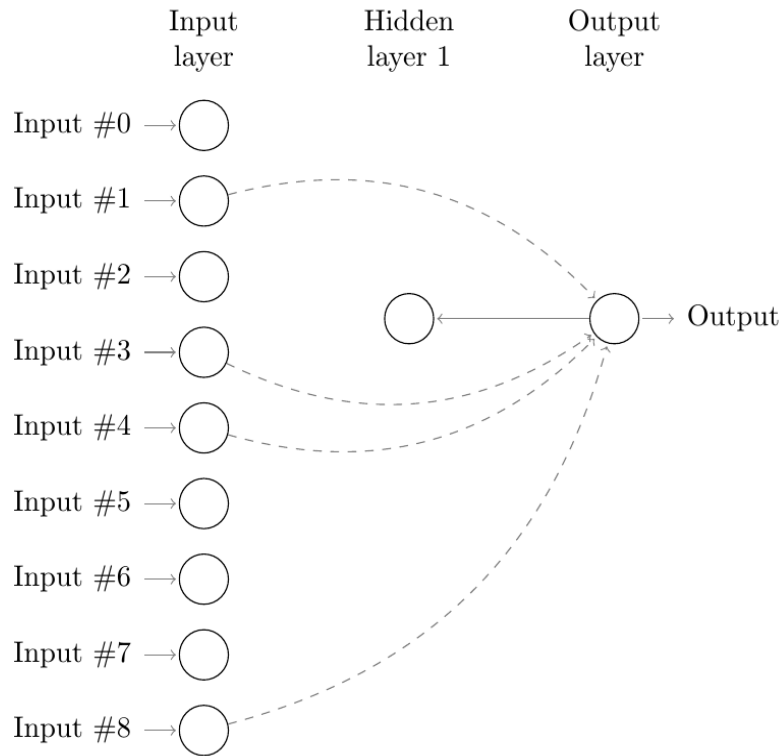 Input
layer
Hidden
layer 1
Output
layer
Input #0
Input #1
Input #2
Input #3
Output
Input #4
Input #5
Input #6
Input #7
Input #8